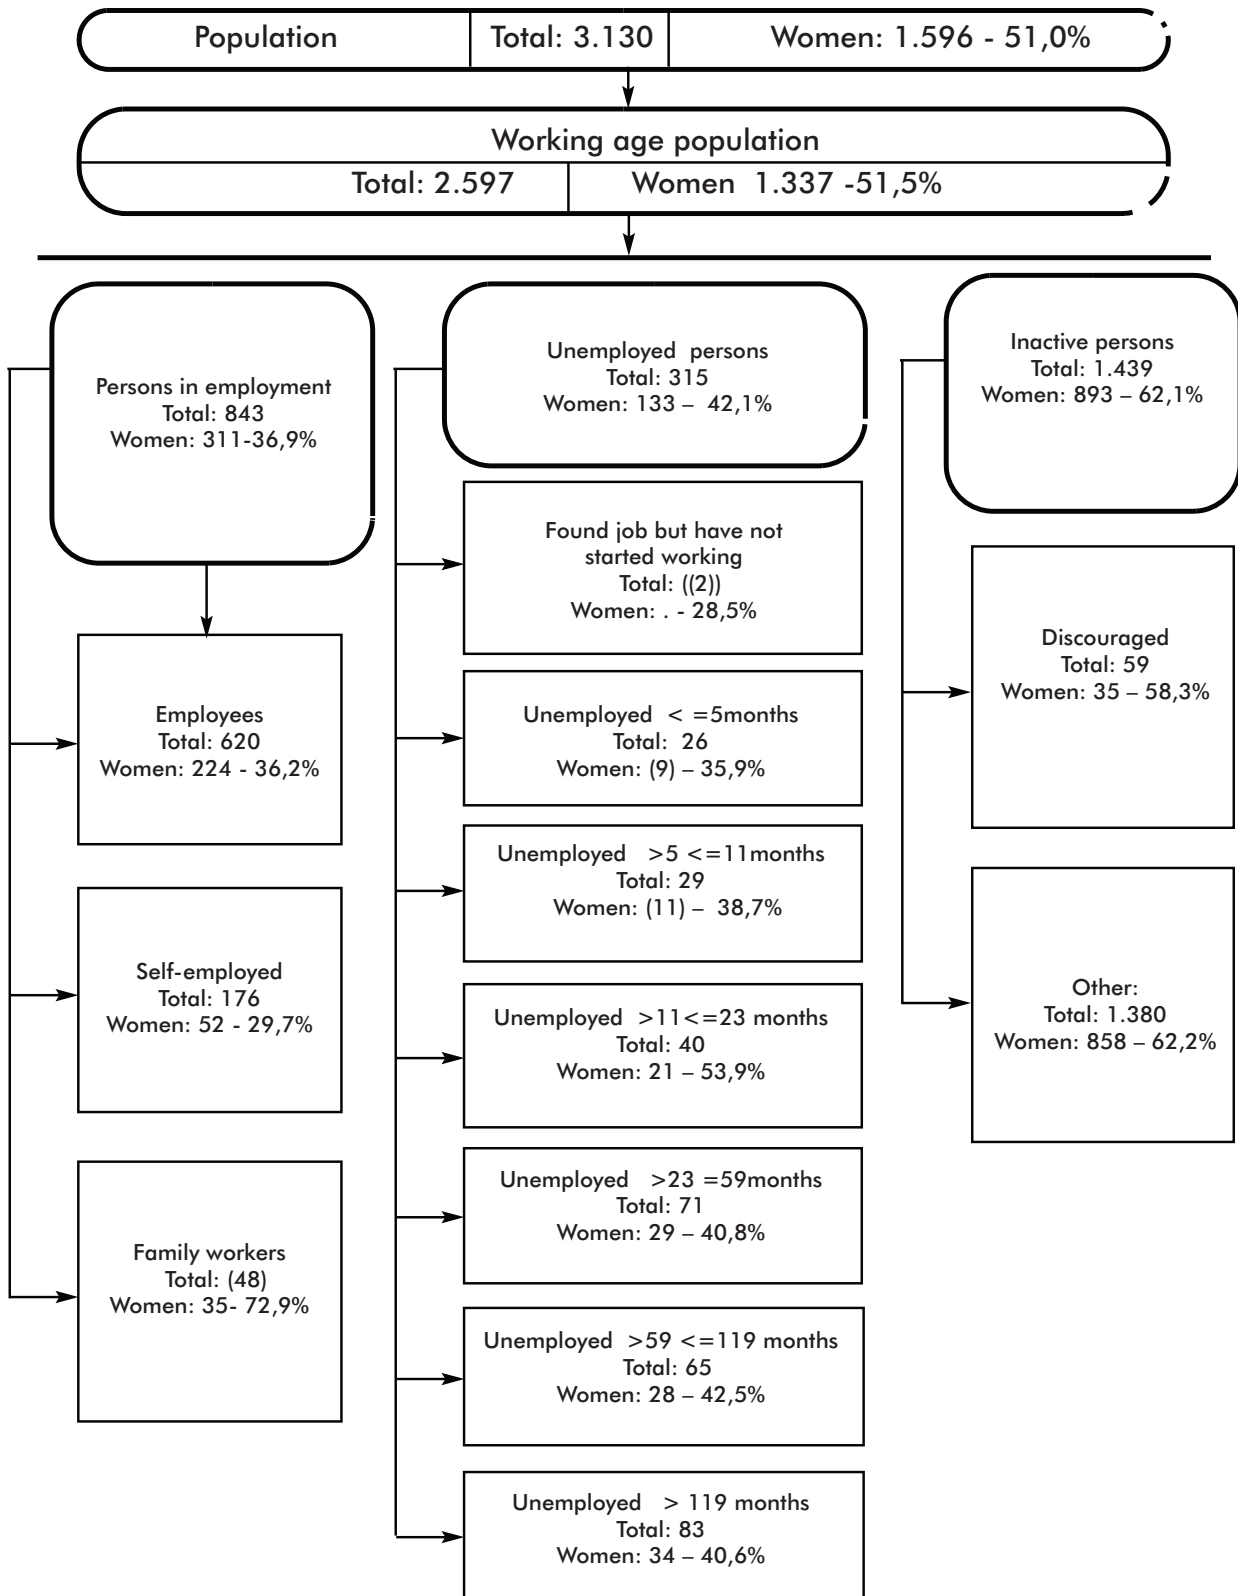 Population Total: 3.130 Women: 1.596 - 51,0%
Working age population
Total: 2.597 Women 1.337 -51,5%
Persons in employment
Total: 843
Women: 311-36,9%
Employees
Total: 620
Women: 224 - 36,2%
Self-employed
Total: 176
Women: 52 - 29,7%
Family workers
Total: (48)
Women: 35- 72,9%
Unemployed persons
Total: 315
Women: 133 – 42,1%
Found job but have not
started working
Total: ((2))
Women: . - 28,5%
Unemployed < =5months
Total: 26
Women: (9) – 35,9%
Unemployed >5 <=11months
Total: 29
Women: (11) – 38,7%
Unemployed >11<=23 months
Total: 40
Women: 21 – 53,9%
Unemployed >23 =59months
Total: 71
Women: 29 – 40,8%
Unemployed >59 <=119 months
Total: 65
Women: 28 – 42,5%
Unemployed > 119 months
Total: 83
Women: 34 – 40,6%
Inactive persons
Total: 1.439
Women: 893 – 62,1%
Discouraged
Total: 59
Women: 35 – 58,3%
Other:
Total: 1.380
Women: 858 – 62,2%